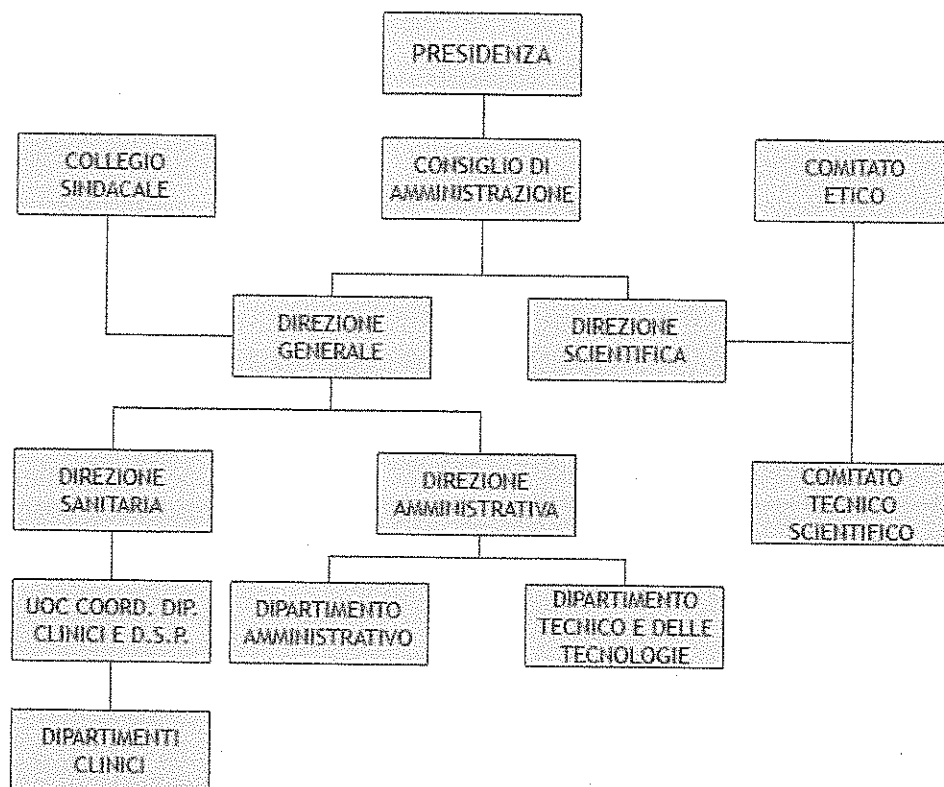 PRESIDENZA
COLLEGIO
SINDACALE
CONSIGLIO DI
AMMINISTRAZIONE
COMITATO
ETICO
DIREZIONE
GENERALE
DIREZIONE
SCIENTIFICA
DIREZIONE
SANITARIA
DIREZIONE
AMMINISTRATIVA
COMITATO
TECNICO
SCIENTIFICO
UOC COORD. DIP.
CLINICI E D.S.P.
DIPARTIMENTO
AMMINISTRATIVO
DIPARTIMENTO
TECNICO E DELLE
TECNOLOGIE
DIPARTIMENTI
CLINICI